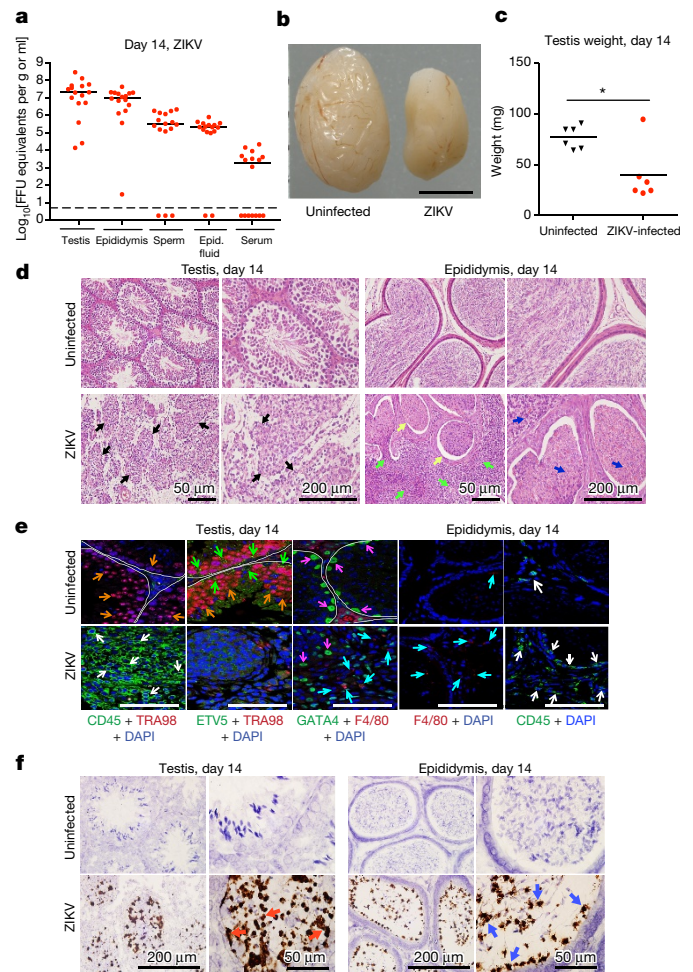 a
Day 14, ZIKV
Log10[FFU equivalents per g or ml]
9
8
7
6
5
4
3
2
1
0
Testis
Epididymis
Sperm
Epid.
fluid
Serum
b
Uninfected
ZIKV
c
Testis weight, day 14
Weight (mg)
150
100
50
0
*
Uninfected
ZIKV-infected
d
Testis, day 14
Epididymis, day 14
Uninfected
ZIKV
50 μm
200 μm
50 μm
200 μm
e
Testis, day 14
Epididymis, day 14
Uninfected
ZIKV
CD45 + TRA98
+ DAPI
ETV5 + TRA98
+ DAPI
GATA4 + F4/80
+ DAPI
F4/80 + DAPI
CD45 + DAPI
f
Testis, day 14
Epididymis, day 14
Uninfected
ZIKV
200 μm
50 μm
200 μm
50 μm